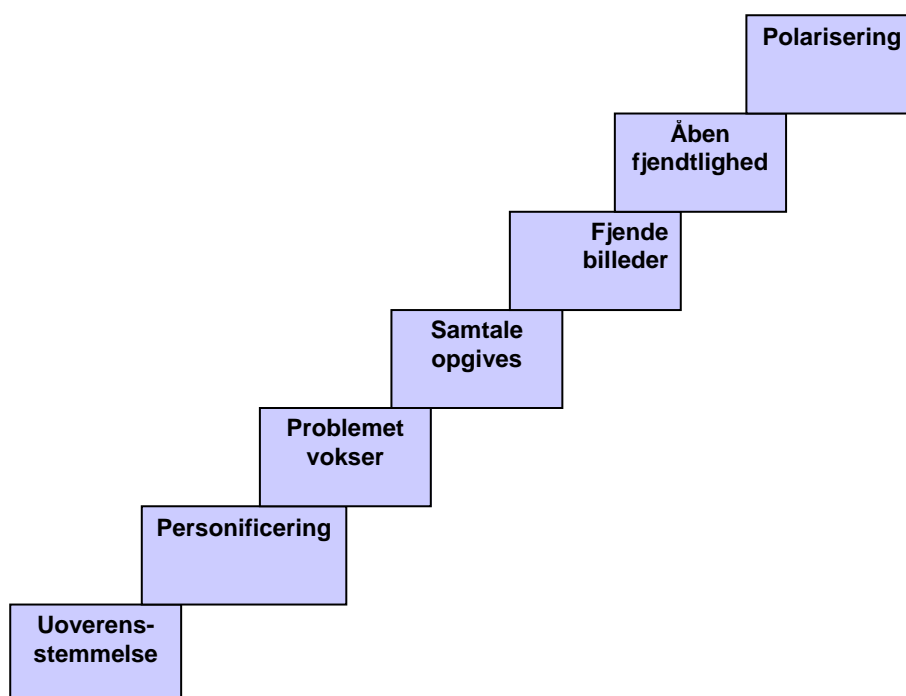 Polarisering
Åben
fjendtlighed
Fjende
billeder
Samtale
opgives
Problemet
vokser
Personificering
Uoverens-
stemmelse